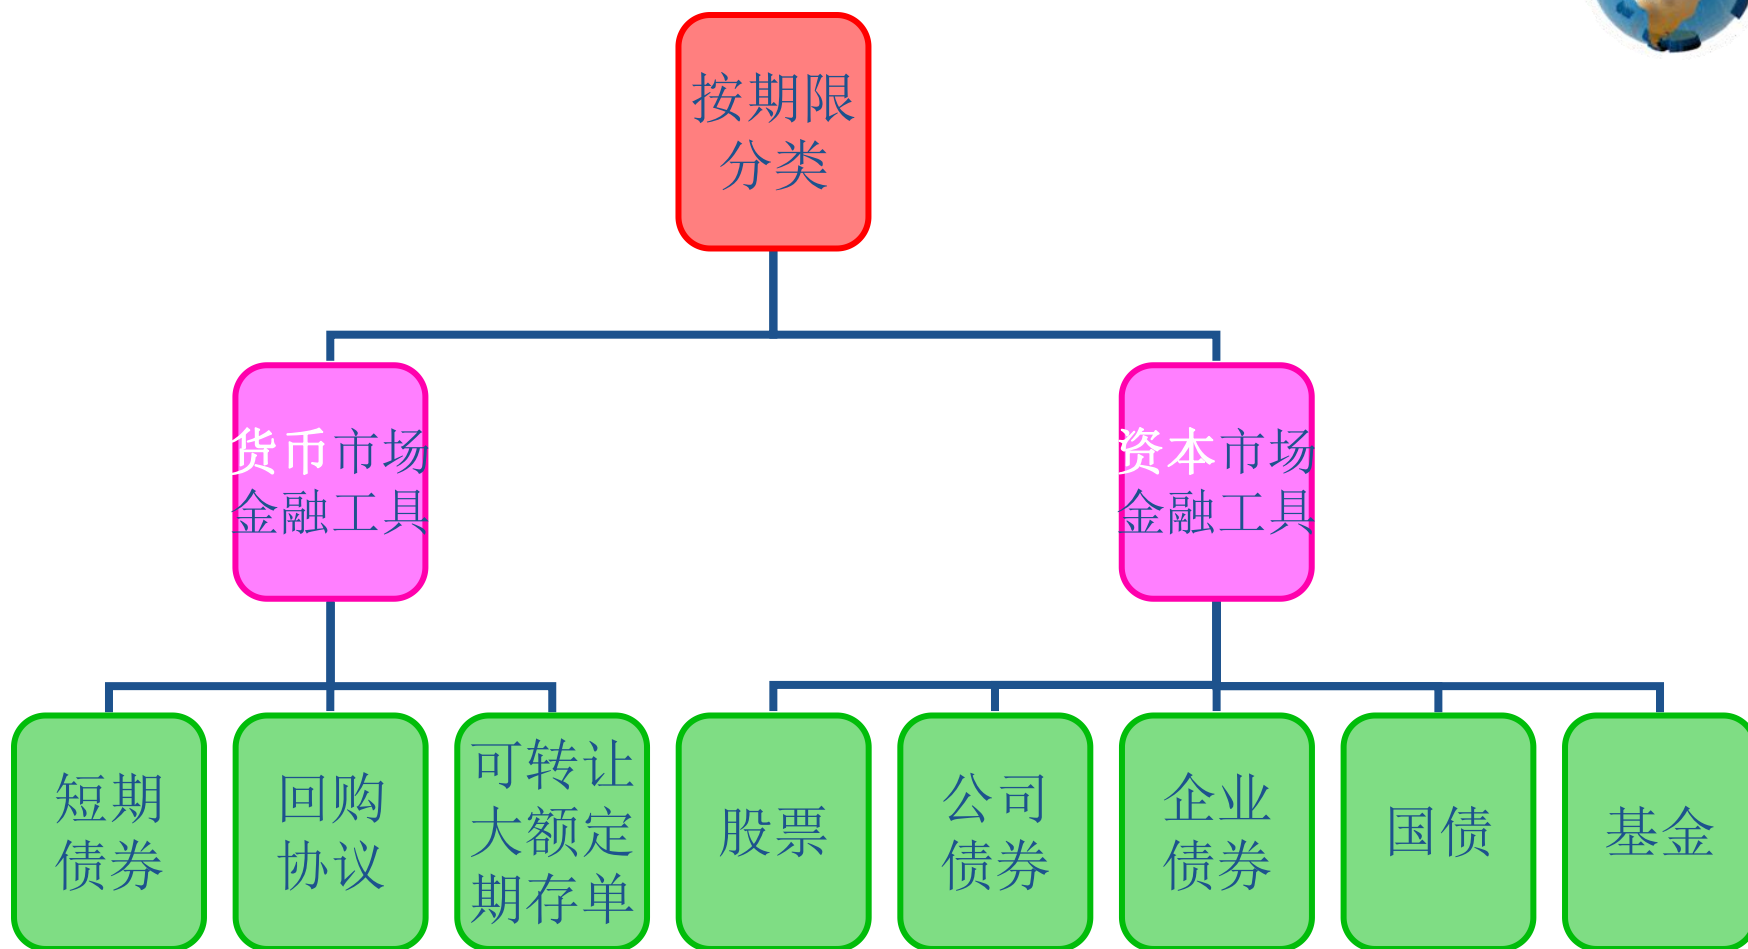 按期限
分类
货币市场
金融工具
资本市场
金融工具
短期
债券
回购
协议
可转让
大额定
期存单
股票
公司
债券
企业
债券
国债
基金